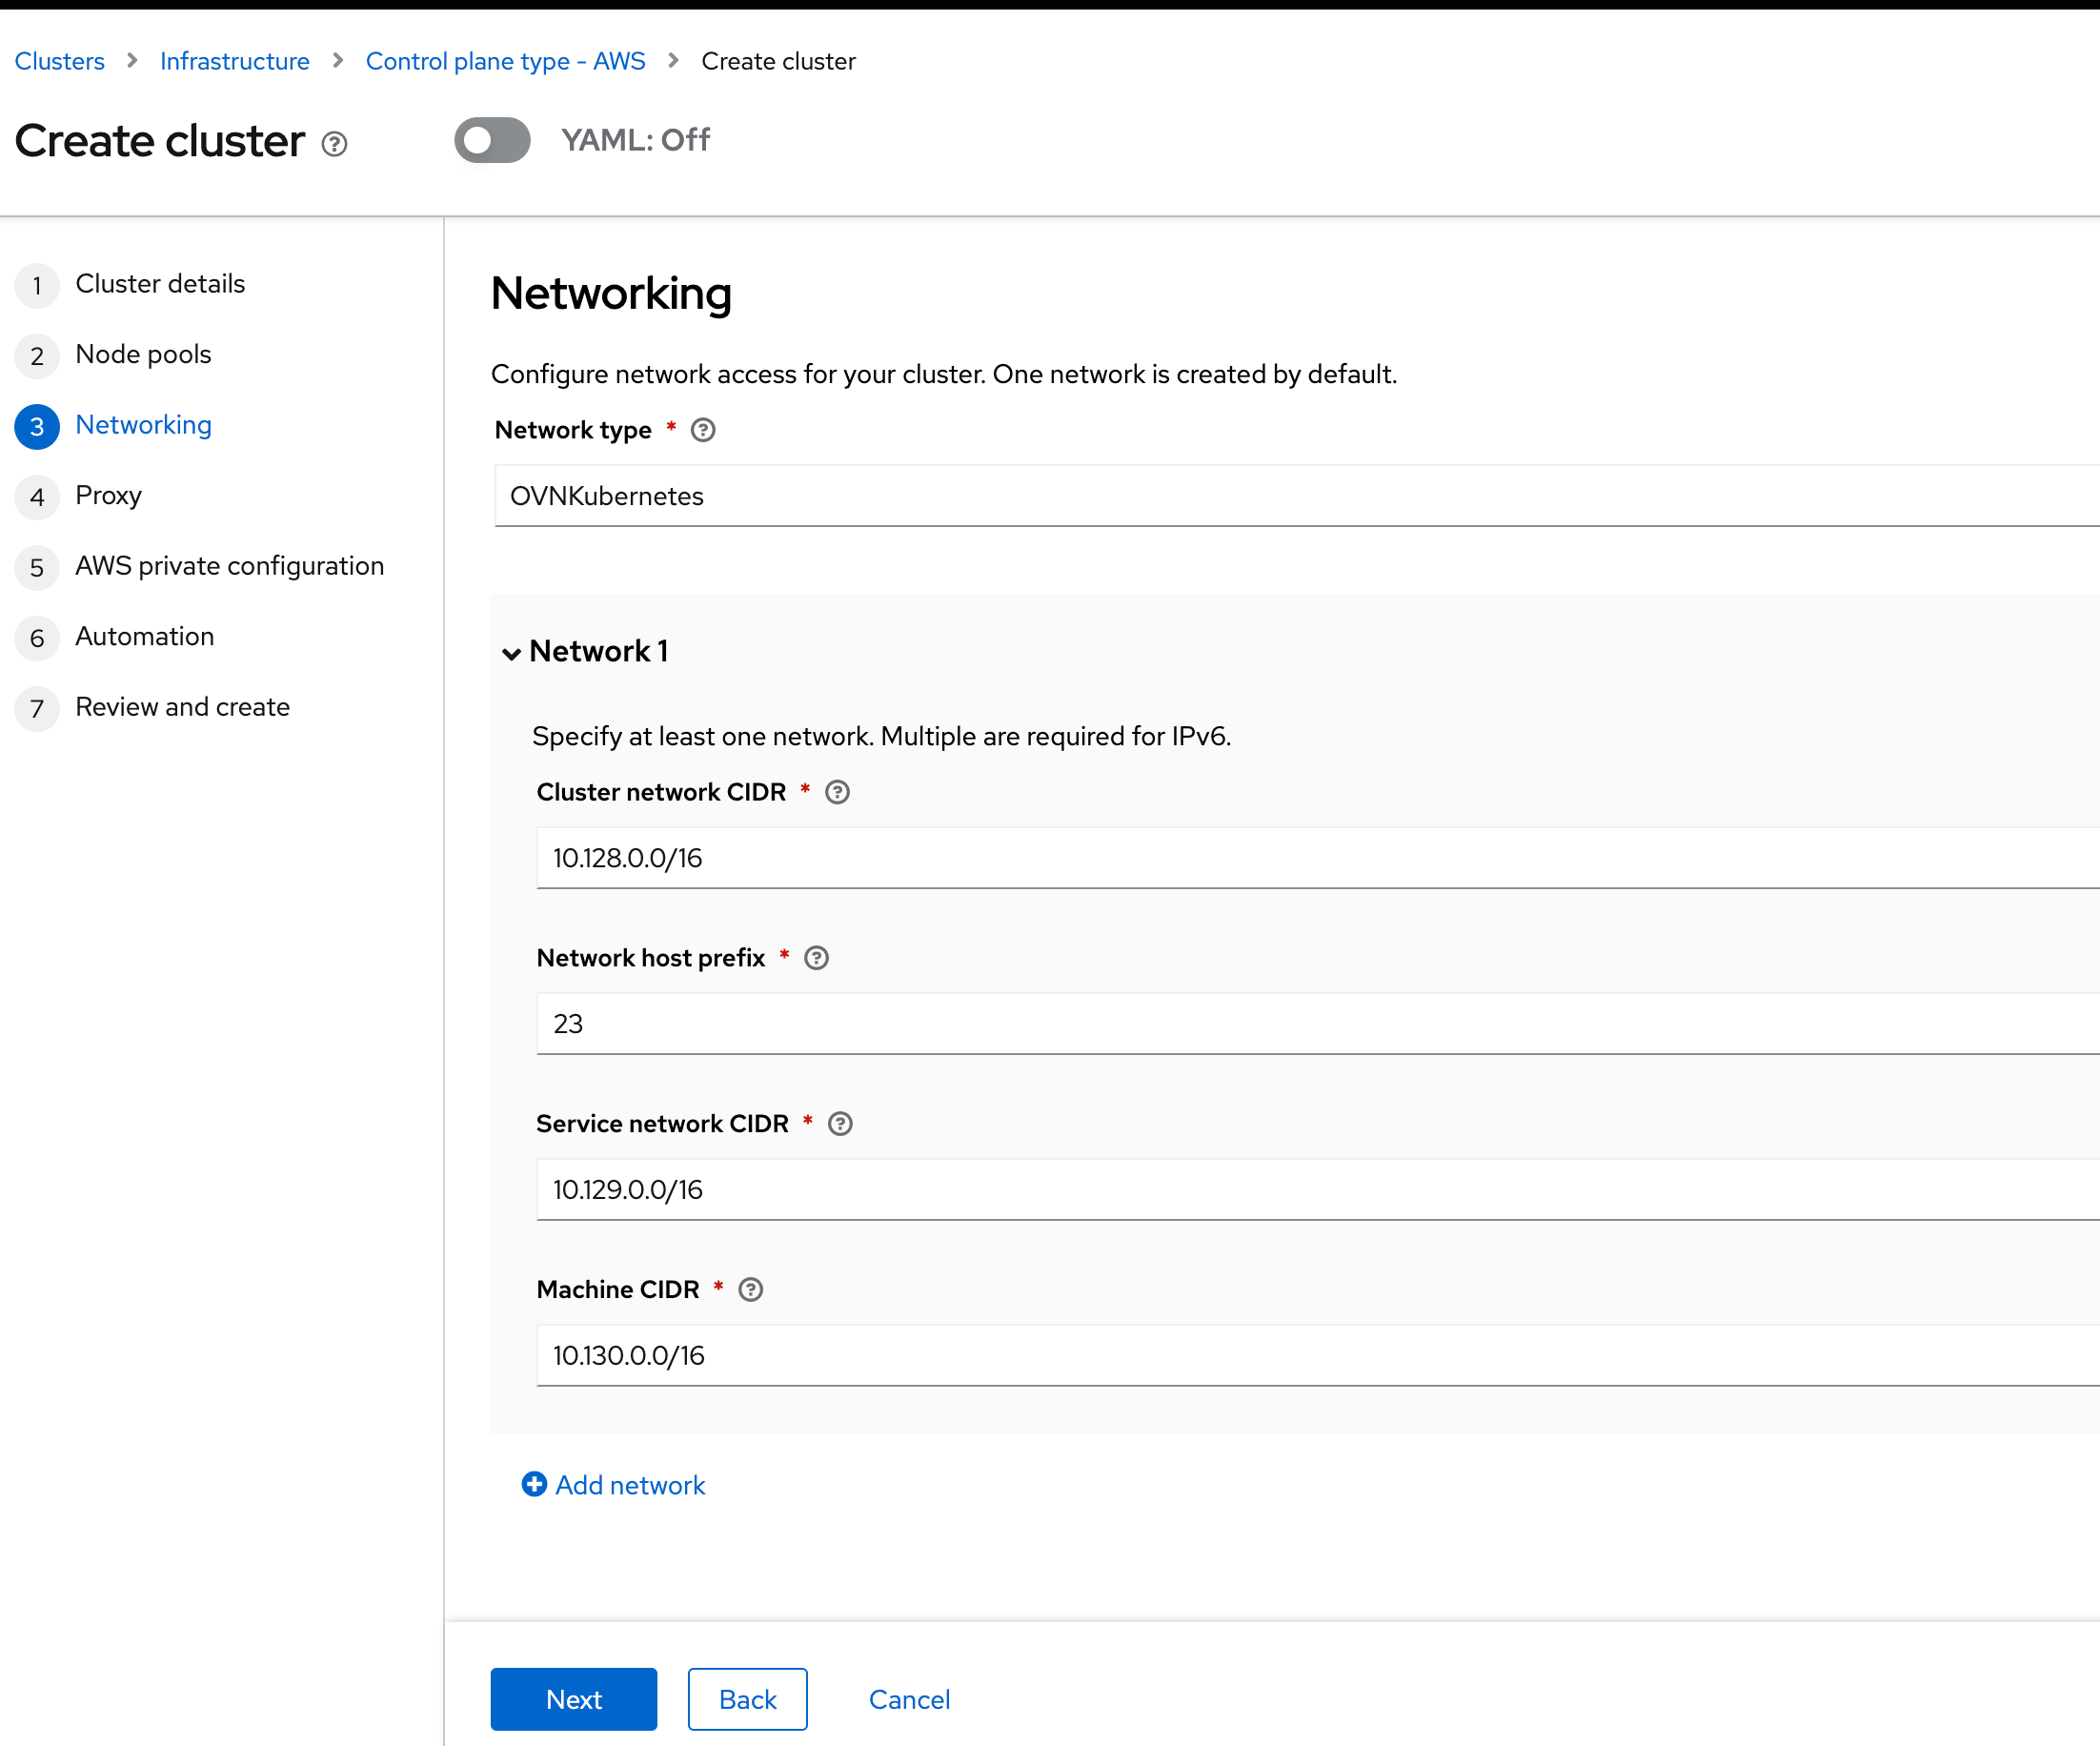 Clusters > Infrastructure > Control plane type - AWS > Create cluster
Create cluster
YAML: Off
1 Cluster details
2 Node pools
3 Networking
4 Proxy
5 AWS private configuration
6 Automation
7 Review and create
Networking
Configure network access for your cluster. One network is created by default.
Network type *
OVNKubernetes
Network 1
Specify at least one network. Multiple are required for IPv6.
Cluster network CIDR *
10.128.0.0/16
Network host prefix *
23
Service network CIDR *
10.129.0.0/16
Machine CIDR *
10.130.0.0/16
Add network
Next
Back
Cancel